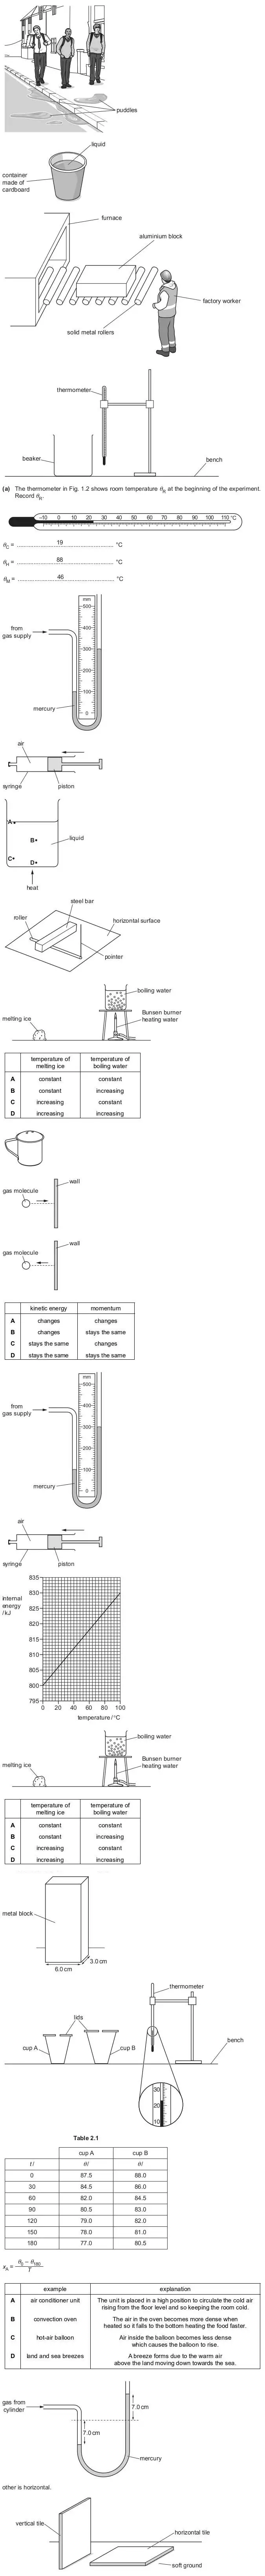 puddles
liquid
container
made of
cardboard
furnace
aluminium block
factory worker
solid metal rollers
thermometer
beaker
bench
(a) The thermometer in Fig. 1.2 shows room temperature θR at the beginning of the experiment.
Record θR.
-10 0 10 20 30 40 50 60 70 80 90 100 110 °C
θC = 19 °C
θH = 88 °C
θM = 46 °C
from
gas supply
mm
500
400
300
200
100
0
mercury
air
syringe
piston
A
B
liquid
C
D
heat
steel bar
roller
horizontal surface
pointer
boiling water
melting ice
Bunsen burner
heating water
temperature of melting ice temperature of boiling water
A constant constant
B constant increasing
C increasing constant
D increasing increasing
wall
gas molecule
wall
gas molecule
kinetic energy momentum
A changes changes
B changes stays the same
C stays the same changes
D stays the same stays the same
from
gas supply
mm
500
400
300
200
100
0
mercury
air
syringe
piston
835
830
internal
energy
/ kJ
825
820
815
810
805
800
795
0 20 40 60 80 100
temperature / °C
boiling water
melting ice
Bunsen burner
heating water
temperature of melting ice temperature of boiling water
A constant constant
B constant increasing
C increasing constant
D increasing increasing
metal block
3.0 cm
6.0 cm
thermometer
lids
cup A
cup B
bench
30
20
10
Table 2.1
cup A cup B
t / θ / θ /
0 87.5 88.0
30 84.5 86.0
60 82.0 84.5
90 80.5 83.0
120 79.0 82.0
150 78.0 81.0
180 77.0 80.5
xA = (θ0 – θ180) / T
example explanation
A air conditioner unit The unit is placed in a high position to circulate the cold air
rising from the floor level and so keeping the room cold.
B convection oven The air in the oven becomes more dense when
heated so it falls to the bottom heating the food faster.
C hot-air balloon Air inside the balloon becomes less dense
which causes the balloon to rise.
D land and sea breezes A breeze forms due to the warm air
above the land moving down towards the sea.
gas from
cylinder
7.0 cm
7.0 cm
mercury
other is horizontal.
vertical tile
horizontal tile
soft ground